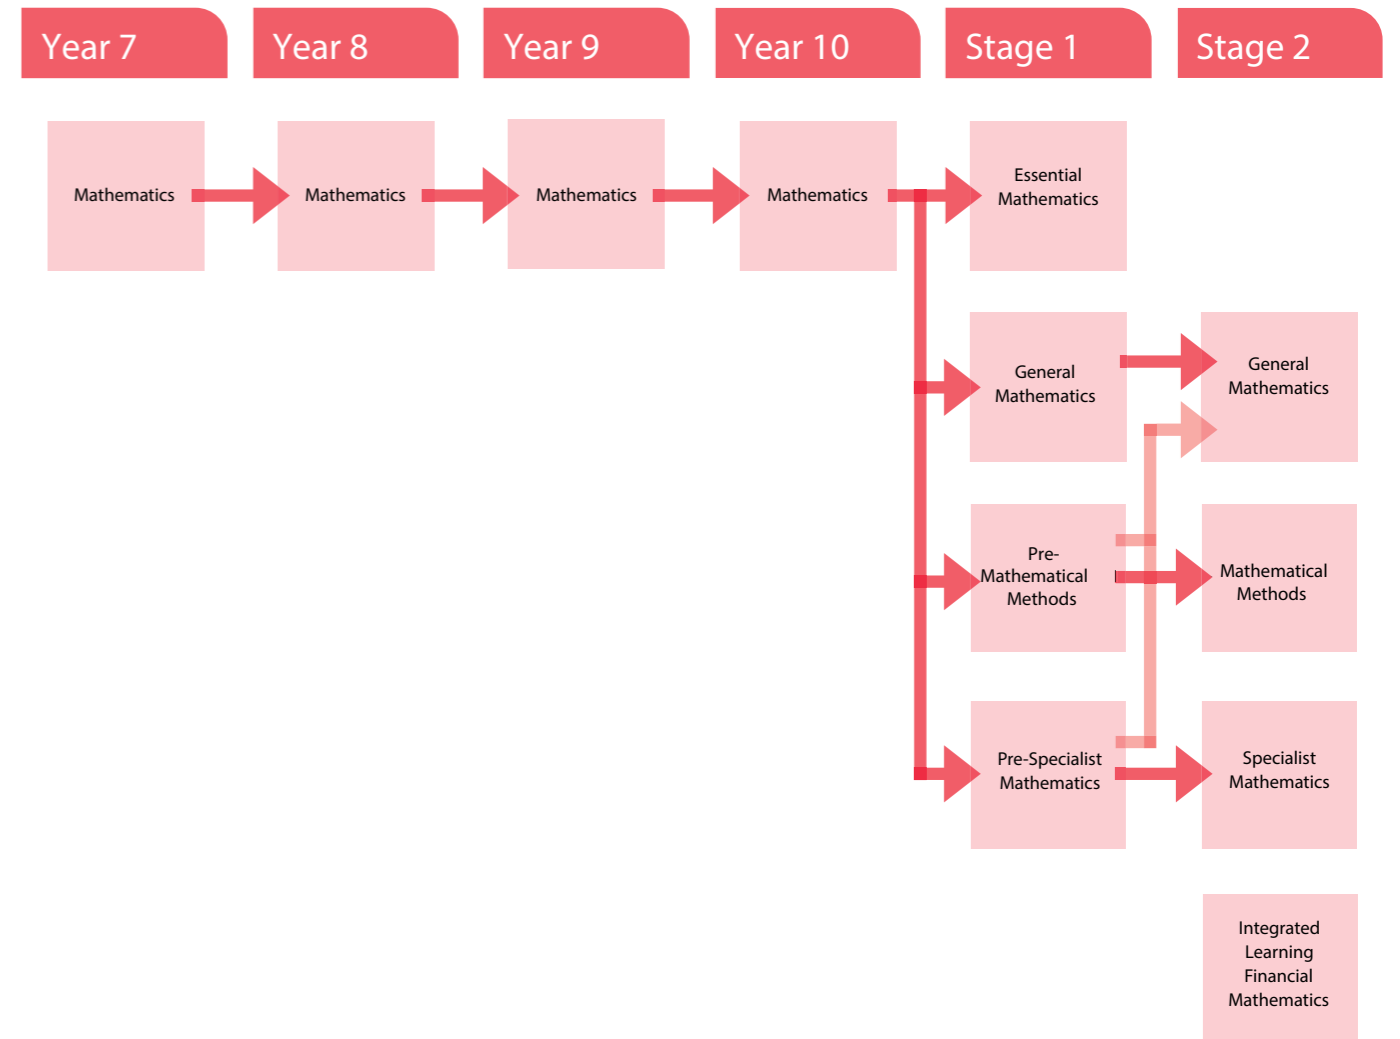 Year 7
Year 8
Year 9
Year 10
Stage 1
Stage 2
Mathematics
Mathematics
Mathematics
Mathematics
Essential
Mathematics
General
Mathematics
General
Mathematics
Pre-
Mathematical
Methods
Mathematical
Methods
Pre-Specialist
Mathematics
Specialist
Mathematics
Integrated
Learning
Financial
Mathematics